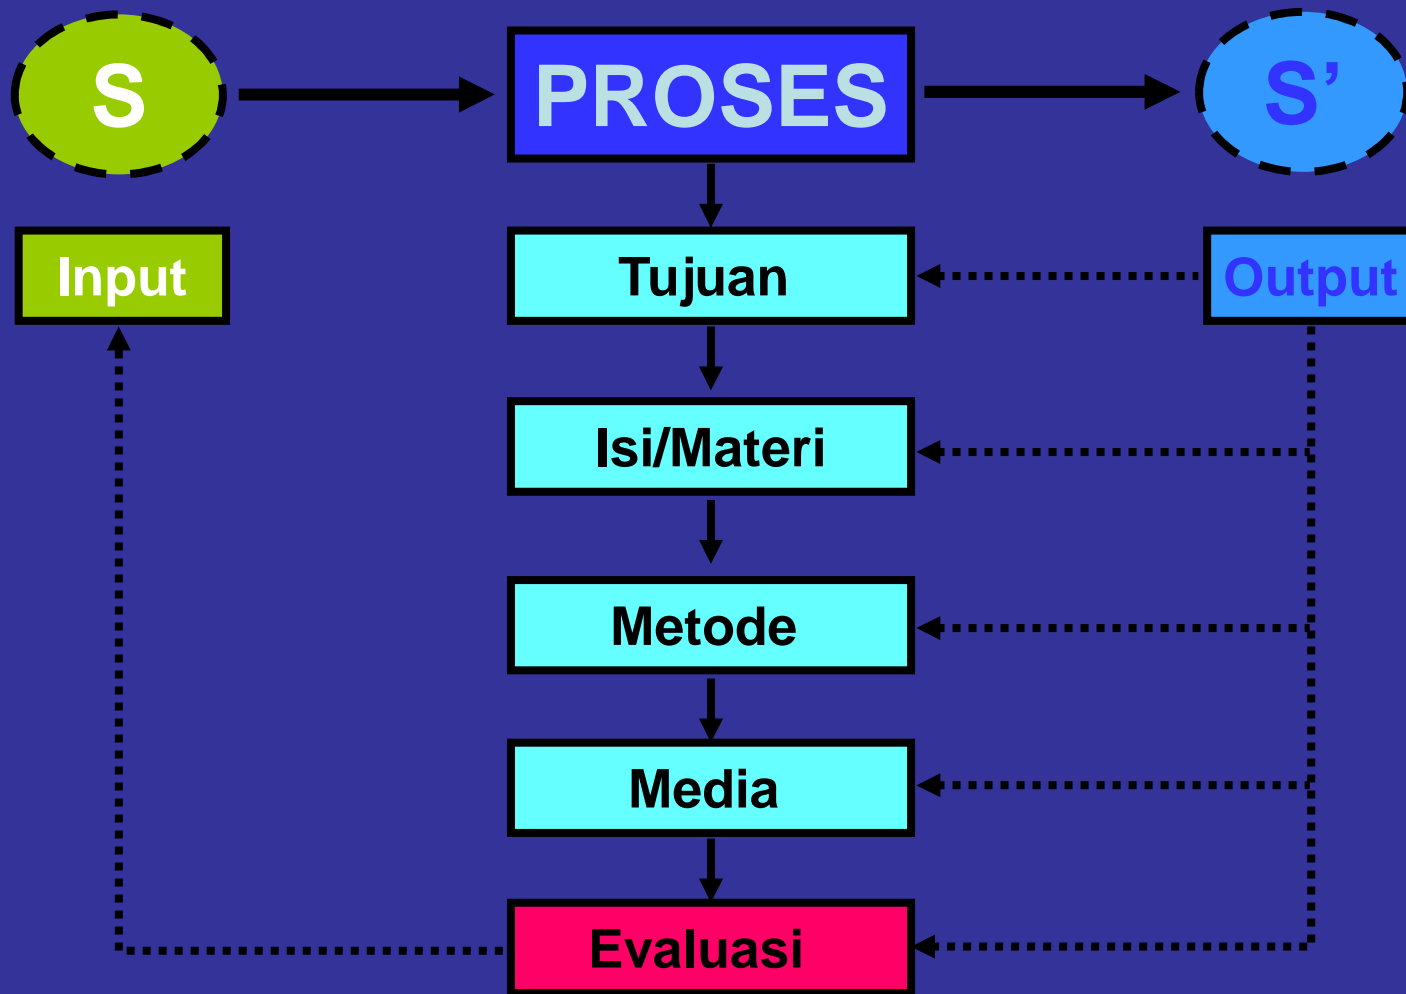 S
PROSES
S’
Input
Tujuan
Output
Isi/Materi
Metode
Media
Evaluasi